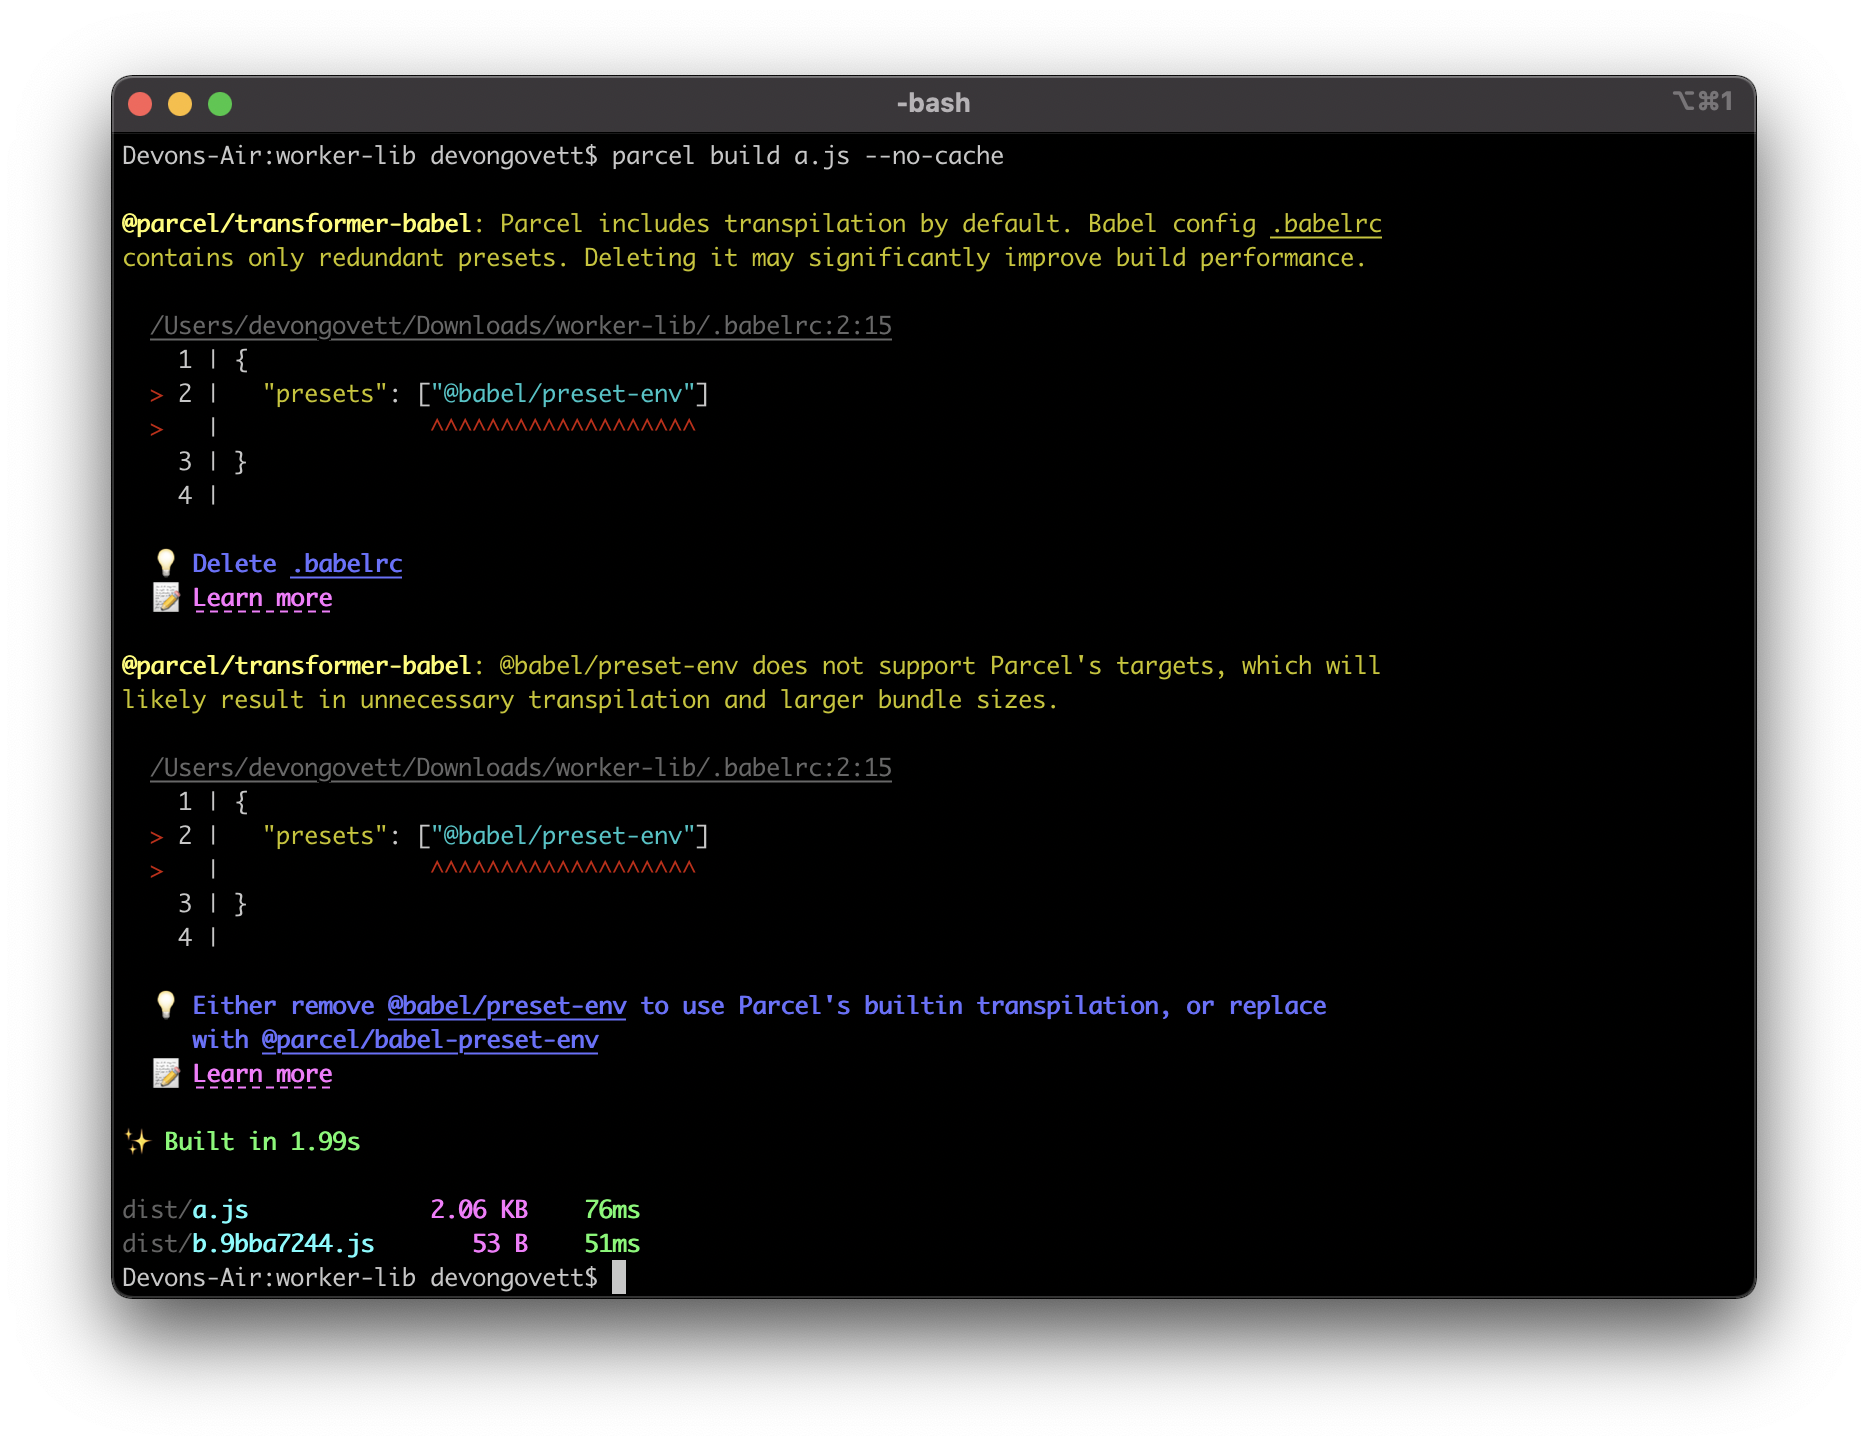 -bash
⌥⌘1
Devons-Air:worker-lib devongovett$ parcel build a.js --no-cache
@parcel/transformer-babel: Parcel includes transpilation by default. Babel config .babelrc
contains only redundant presets. Deleting it may significantly improve build performance.
/Users/devongovett/Downloads/worker-lib/.babelrc:2:15
1 | {
> 2 |   "presets": ["@babel/preset-env"]
>   |               ^^^^^^^^^^^^^^^^^^^
3 | }
4 |
💡 Delete .babelrc
📝 Learn more
@parcel/transformer-babel: @babel/preset-env does not support Parcel's targets, which will
likely result in unnecessary transpilation and larger bundle sizes.
/Users/devongovett/Downloads/worker-lib/.babelrc:2:15
1 | {
> 2 |   "presets": ["@babel/preset-env"]
>   |               ^^^^^^^^^^^^^^^^^^^
3 | }
4 |
💡 Either remove @babel/preset-env to use Parcel's builtin transpilation, or replace
with @parcel/babel-preset-env
📝 Learn more
✨ Built in 1.99s
dist/a.js             2.06 KB    76ms
dist/b.9bba7244.js       53 B    51ms
Devons-Air:worker-lib devongovett$